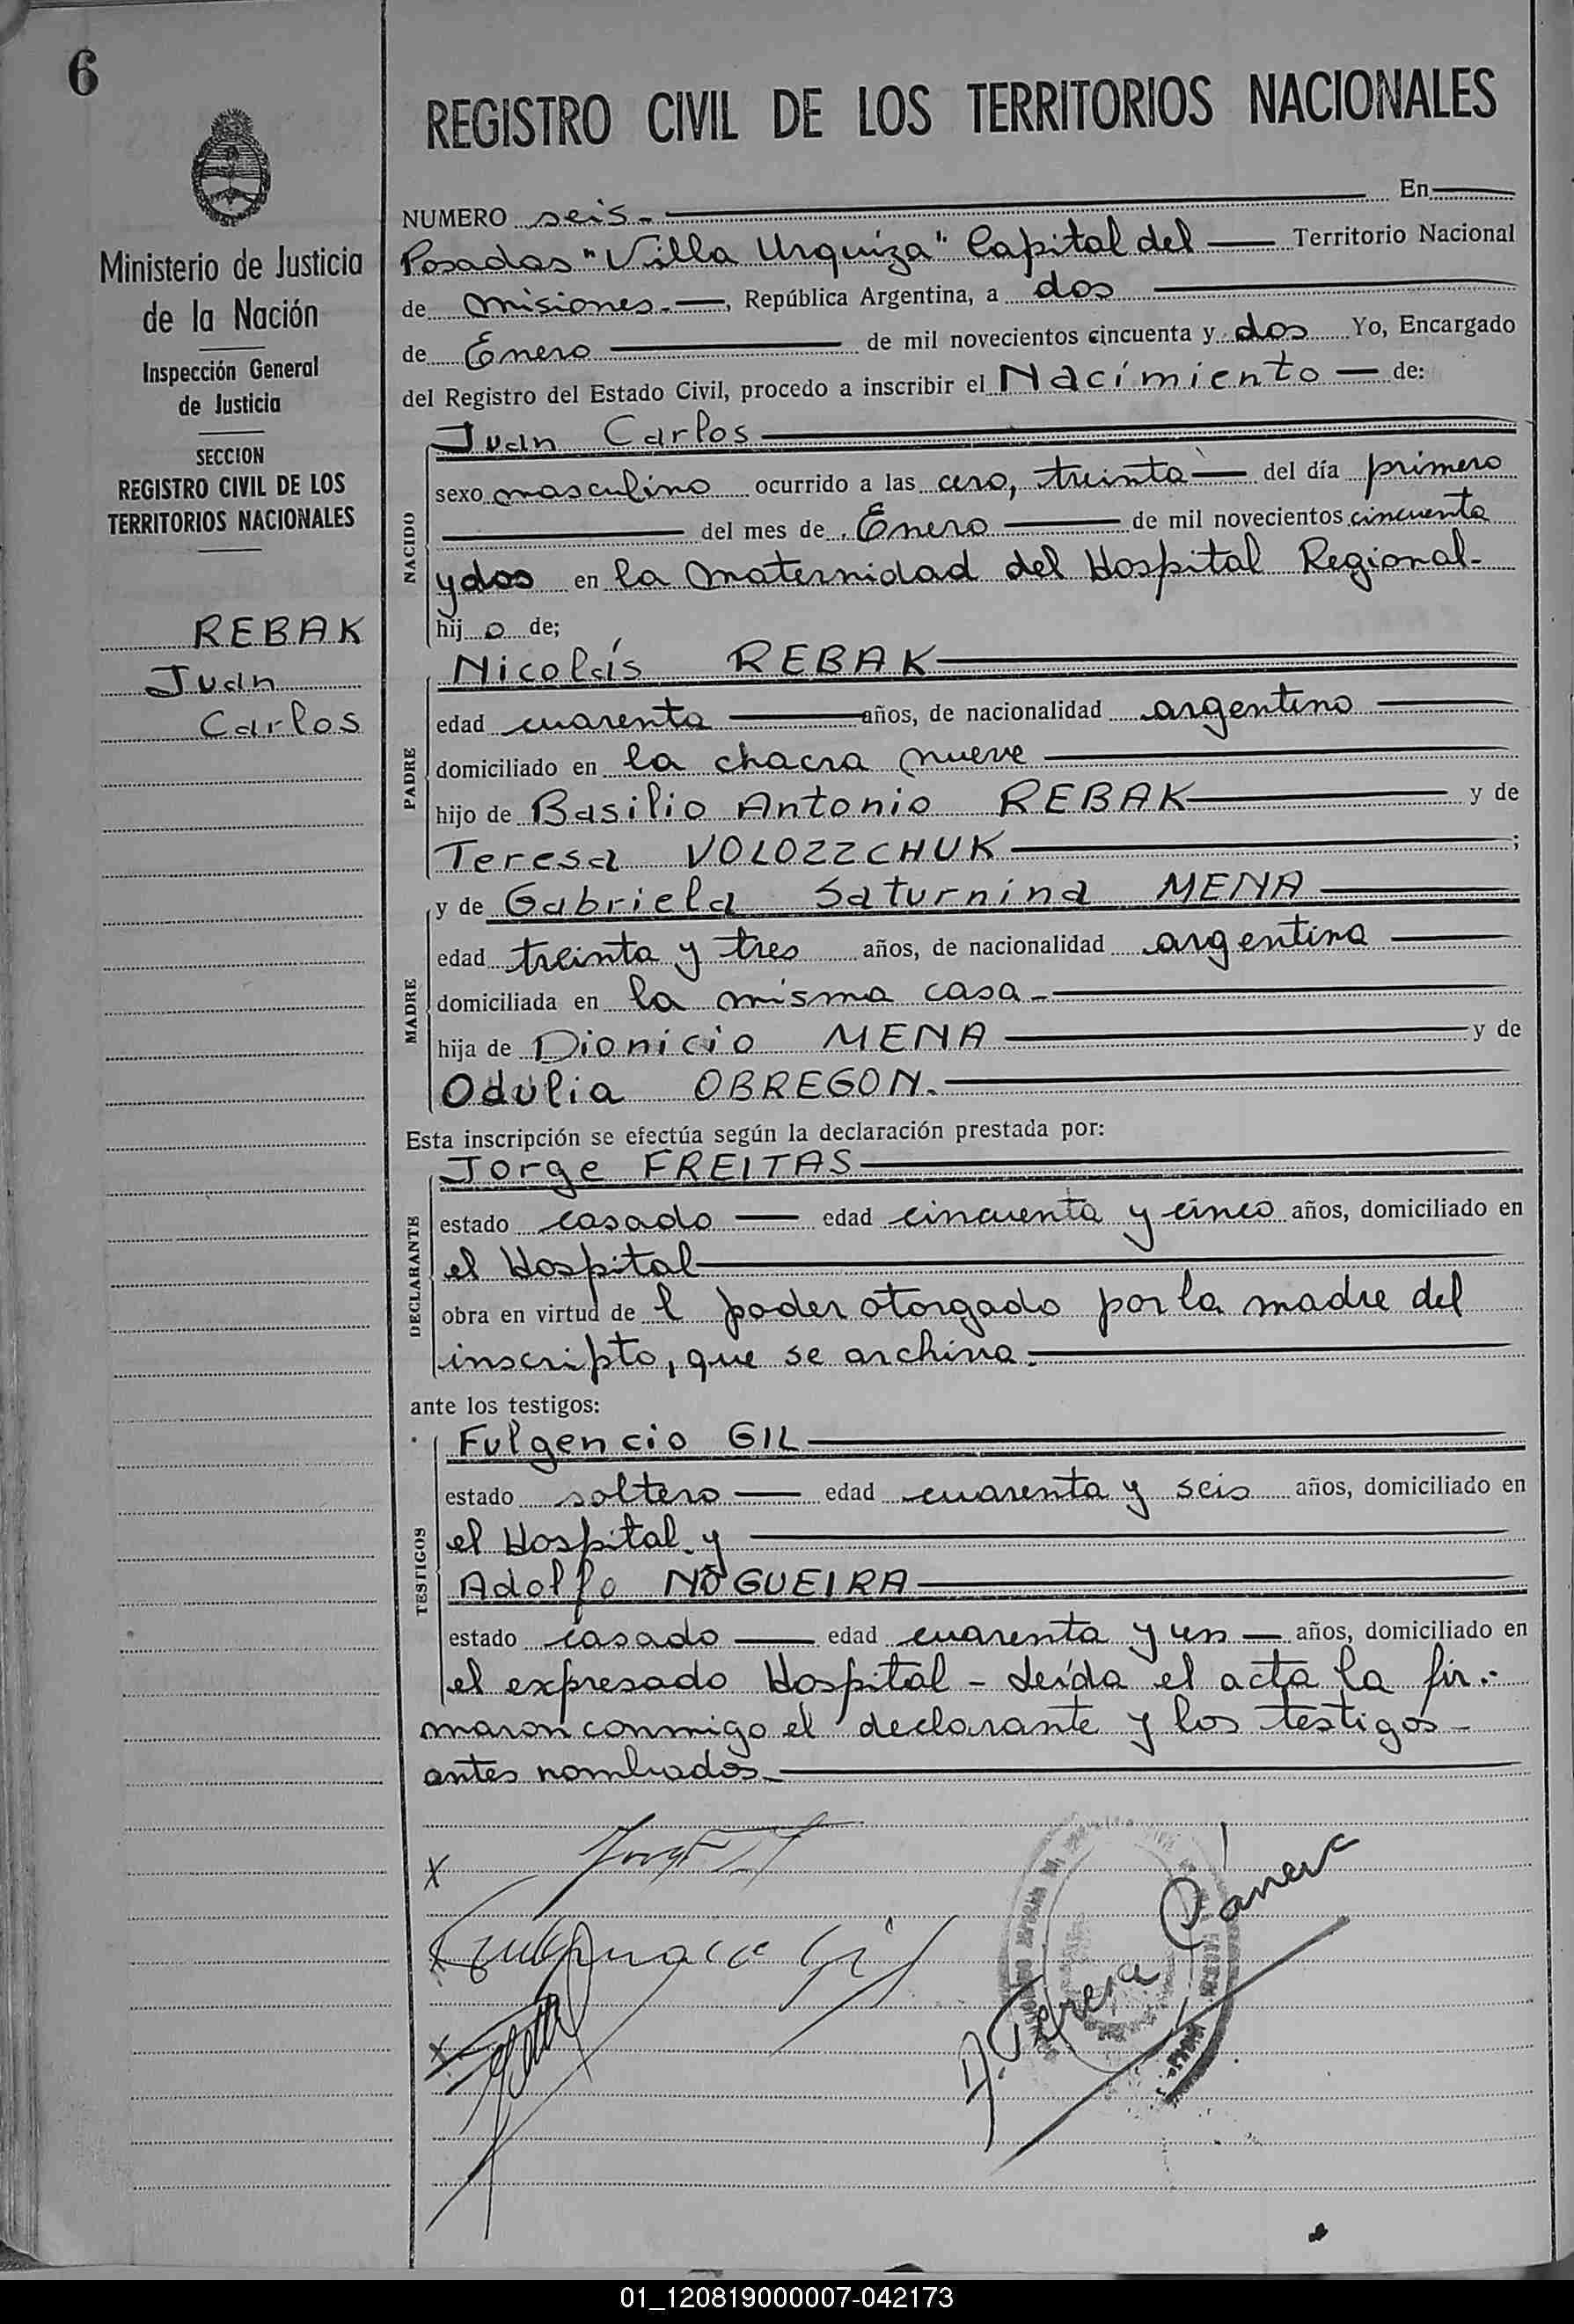 6
Ministerio de Justicia
de la Nación
Inspección General
de Justicia
SECCION
REGISTRO CIVIL DE LOS
TERRITORIOS NACIONALES
REBAK
Juan
Carlos
REGISTRO CIVIL DE LOS TERRITORIOS NACIONALES
NUMERO seis.- En
Posadas "Villa Urquiza" Capital del Territorio Nacional
de Misiones.-, República Argentina, a dos
de Enero de mil novecientos cincuenta y dos Yo, Encargado
del Registro del Estado Civil, procedo a inscribir el Nacimiento de:
NACIDO
Juan Carlos
sexo masculino ocurrido a las cero, treinta del día primero
del mes de Enero de mil novecientos cincuenta
y dos en la Maternidad del Hospital Regional-
hijo de;
PADRE
Nicolás REBAK
edad cuarenta años, de nacionalidad argentino
domiciliado en la chacra nueve
hijo de Basilio Antonio REBAK y de
Teresa VOLOZZCHUK ;
MADRE
y de Gabriela Saturnina MENA
edad treinta y tres años, de nacionalidad argentina
domiciliada en la misma casa-
hija de Dionicio MENA y de
Odulia OBREGON.
Esta inscripción se efectúa según la declaración prestada por:
DECLARANTE
Jorge FREITAS
estado casado edad cincuenta y cinco años, domiciliado en
el Hospital
obra en virtud del poder otorgado por la madre del
inscripto, que se archiva.
ante los testigos:
TESTIGOS
Fulgencio GIL
estado soltero edad cuarenta y seis años, domiciliado en
el Hospital y
Adolfo NOGUEIRA
estado casado edad cuarenta y un años, domiciliado en
el expresado Hospital - Leída el acta la fir-
maron conmigo el declarante y los testigos
antes nombrados.
x
x
x
01_120819000007-042173